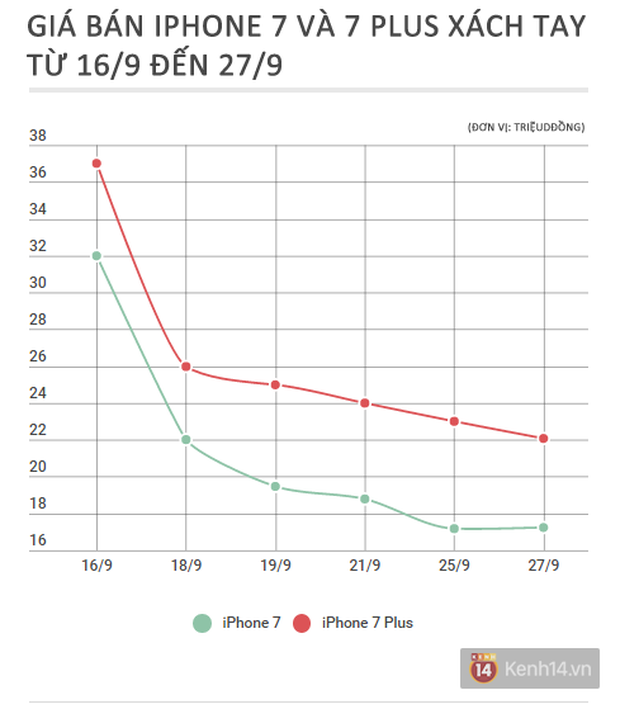 GIÁ BÁN IPHONE 7 VÀ 7 PLUS XÁCH TAY
TỪ 16/9 ĐẾN 27/9
(ĐƠN VỊ: TRIỆUDĐỒNG)
38
36
34
32
30
28
26
24
22
20
18
16
16/9 18/9 19/9 21/9 25/9 27/9
iPhone 7 iPhone 7 Plus
KENH
14 Kenh14.vn